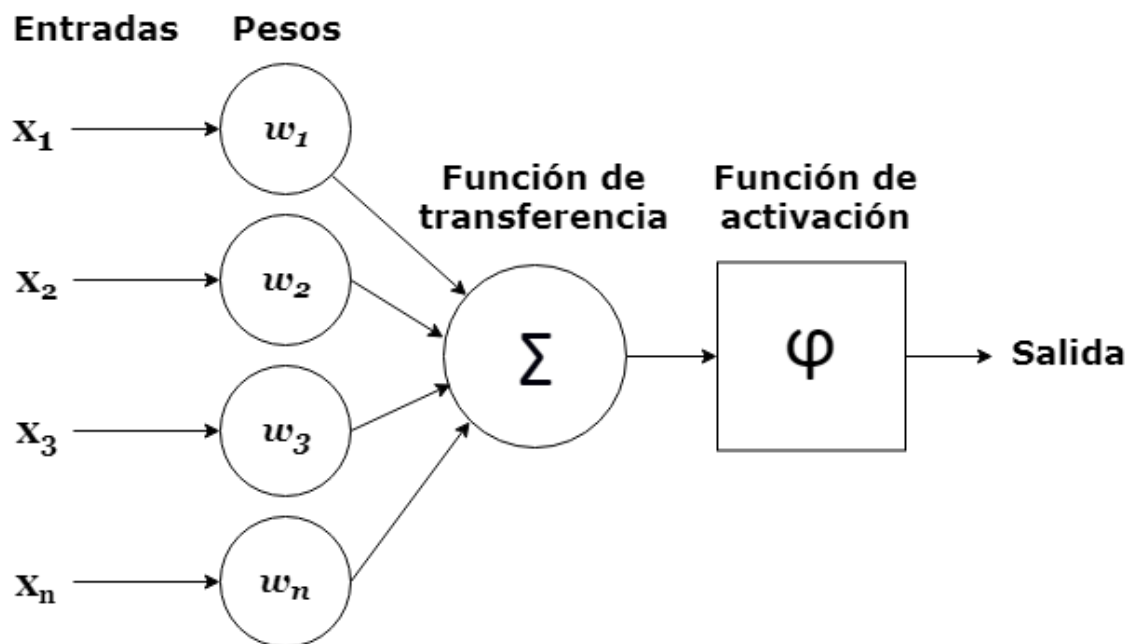 Entradas Pesos
x1 w1
Función de Función de
transferencia activación
x2 w2
Σ φ Salida
x3 w3
xn wn